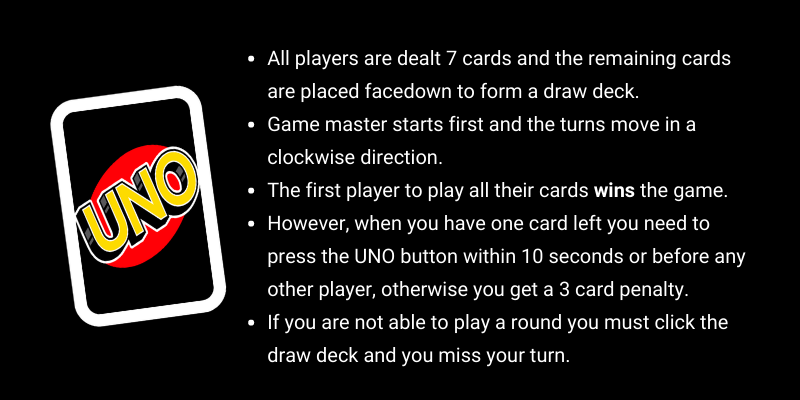 UNO
• All players are dealt 7 cards and the remaining cards
are placed facedown to form a draw deck.
• Game master starts first and the turns move in a
clockwise direction.
• The first player to play all their cards wins the game.
• However, when you have one card left you need to
press the UNO button within 10 seconds or before any
other player, otherwise you get a 3 card penalty.
• If you are not able to play a round you must click the
draw deck and you miss your turn.